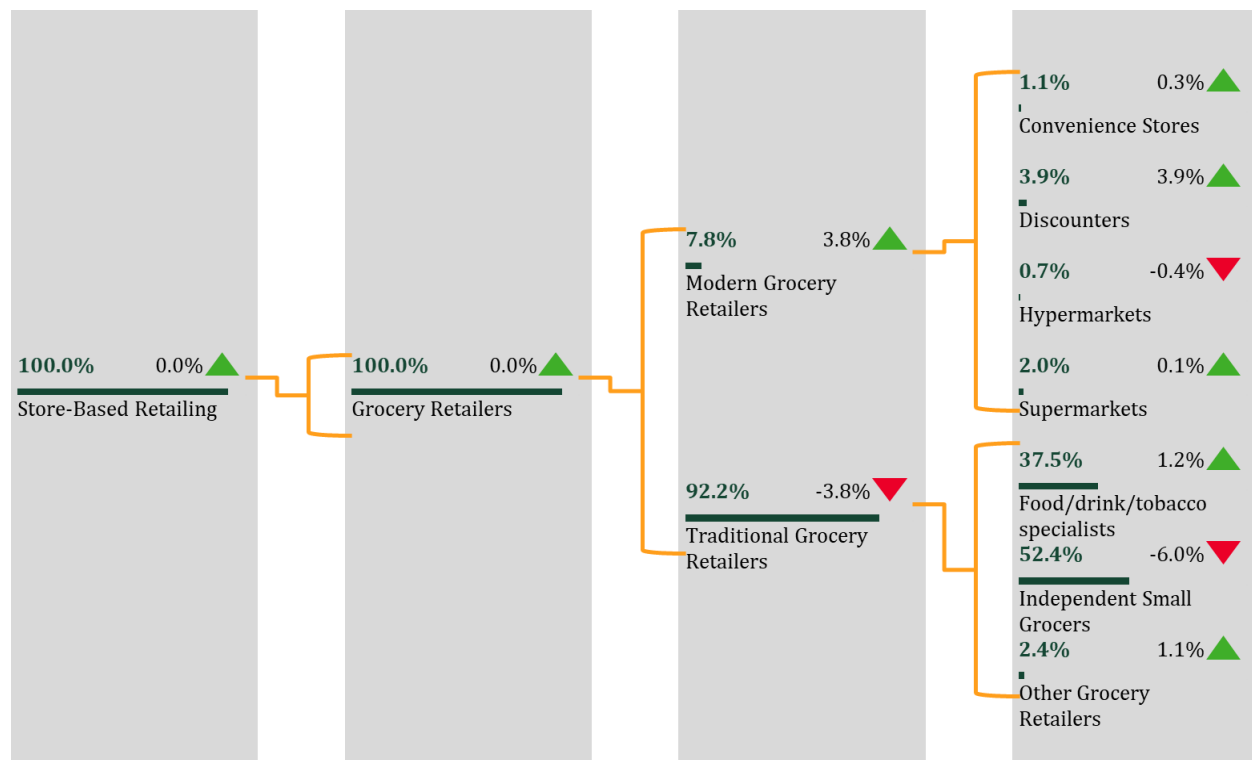 100.0% 0.0%
Store-Based Retailing
100.0% 0.0%
Grocery Retailers
7.8% 3.8%
Modern Grocery
Retailers
92.2% -3.8%
Traditional Grocery
Retailers
1.1% 0.3%
Convenience Stores
3.9% 3.9%
Discounters
0.7% -0.4%
Hypermarkets
2.0% 0.1%
Supermarkets
37.5% 1.2%
Food/drink/tobacco
specialists
52.4% -6.0%
Independent Small
Grocers
2.4% 1.1%
Other Grocery
Retailers